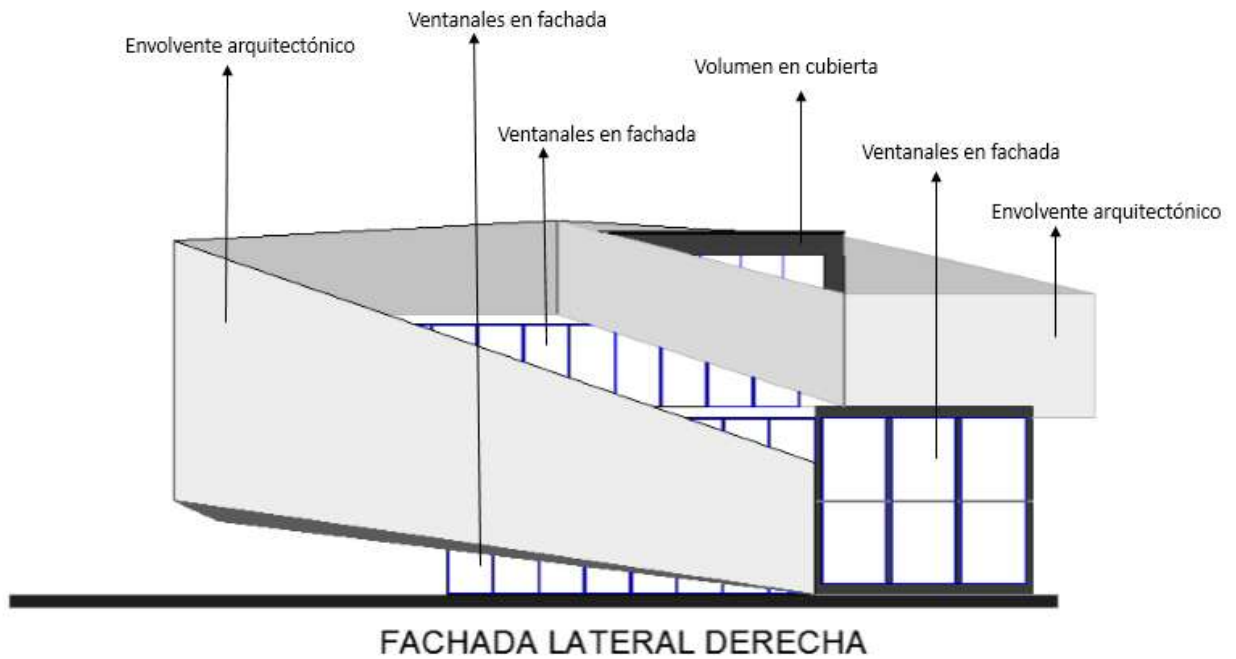 Ventanales en fachada
Envolvente arquitectónico
Volumen en cubierta
Ventanales en fachada
Ventanales en fachada
Envolvente arquitectónico
FACHADA LATERAL DERECHA